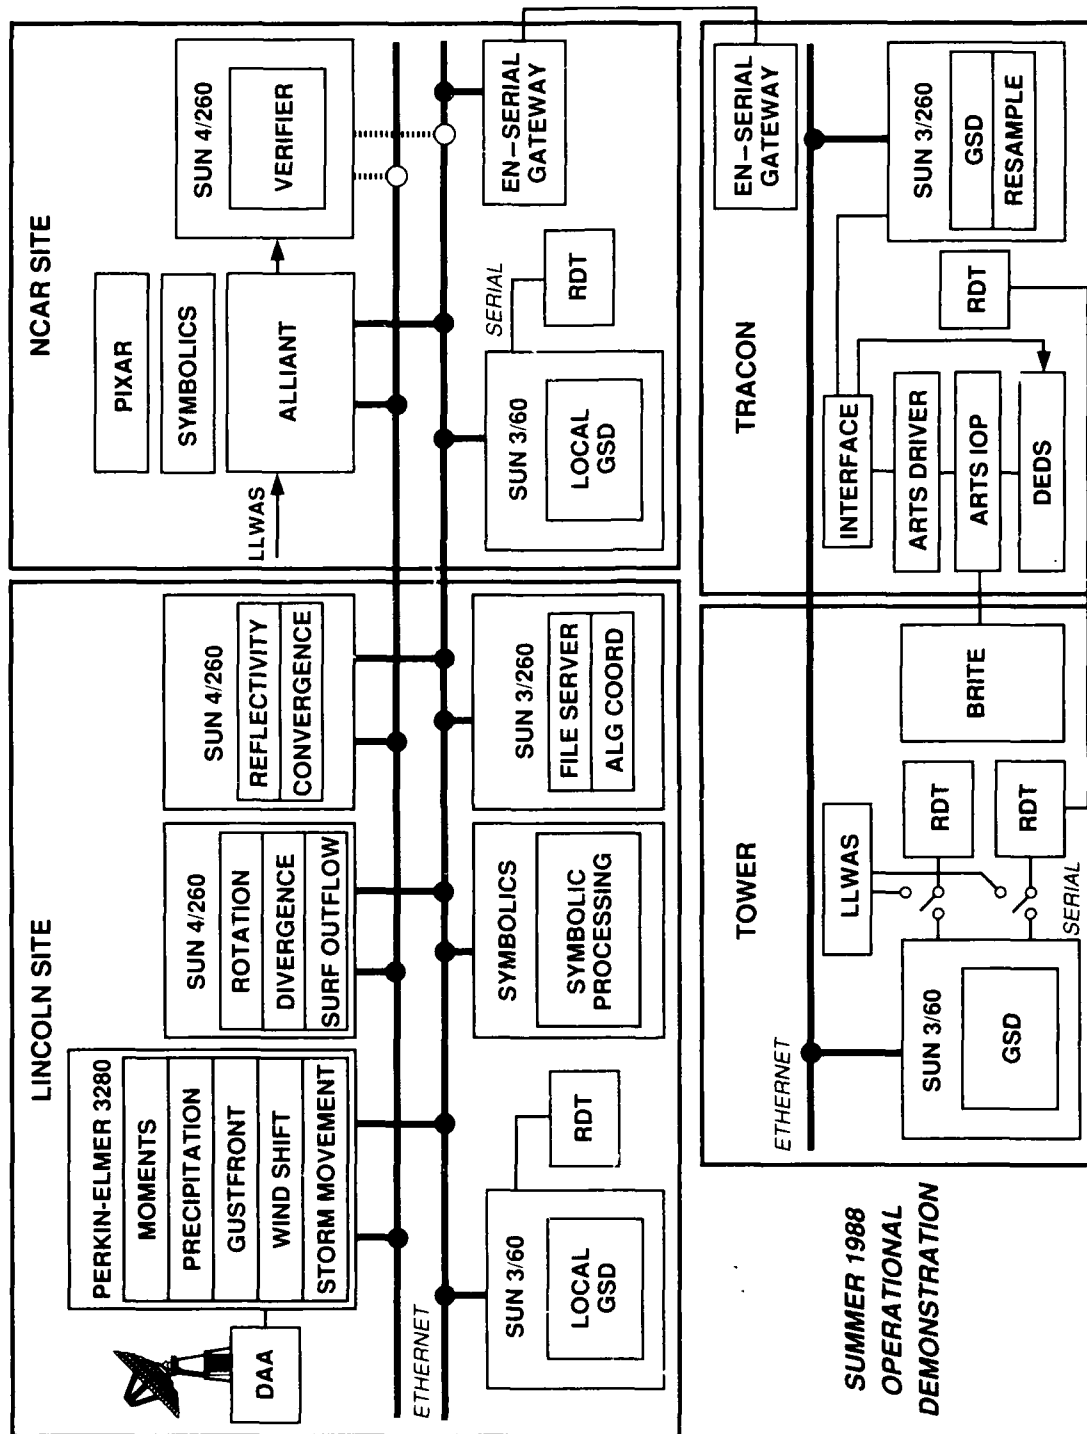 LINCOLN SITE
PERKIN-ELMER 3280
MOMENTS
PRECIPITATION
GUSTFRONT
WIND SHIFT
STORM MOVEMENT
DAA
SUN 4/260
ROTATION
DIVERGENCE
SURF OUTFLOW
SUN 4/260
REFLECTIVITY
CONVERGENCE
ETHERNET
SUN 3/60
LOCAL
GSD
RDT
SYMBOLICS
SYMBOLIC
PROCESSING
SUN 3/260
FILE SERVER
ALG COORD
NCAR SITE
PIXAR
SYMBOLICS
ALLIANT
LLWAS
SUN 4/260
VERIFIER
SUN 3/60
LOCAL
GSD
SERIAL
RDT
EN-SERIAL
GATEWAY
SUMMER 1988
OPERATIONAL
DEMONSTRATION
TOWER
ETHERNET
SUN 3/60
GSD
LLWAS
RDT
RDT
SERIAL
BRITE
TRACON
INTERFACE
ARTS DRIVER
ARTS IOP
DEDS
RDT
EN-SERIAL
GATEWAY
SUN 3/260
GSD
RESAMPLE